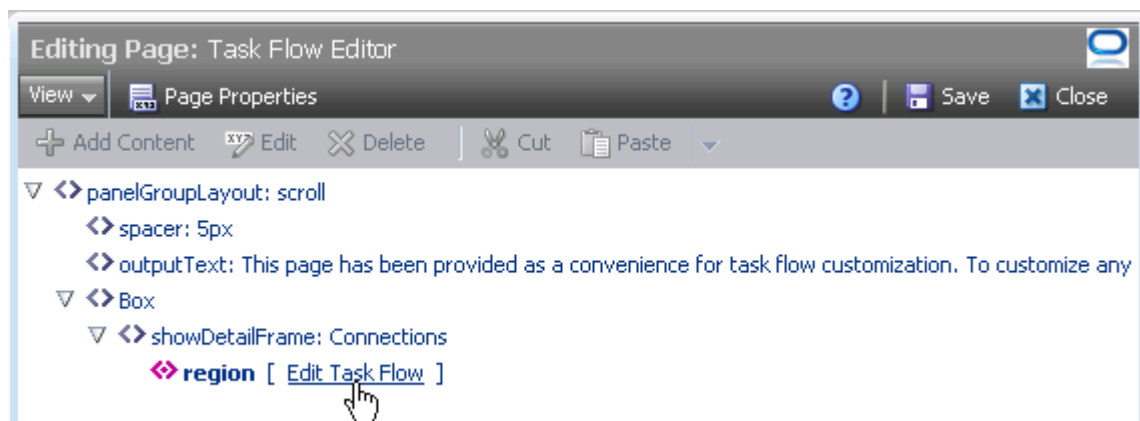 Editing Page: Task Flow Editor
View Page Properties Save Close
Add Content Edit Delete Cut Paste
panelGroupLayout: scroll
spacer: 5px
outputText: This page has been provided as a convenience for task flow customization. To customize any
Box
showDetailFrame: Connections
region [ Edit Task Flow ]